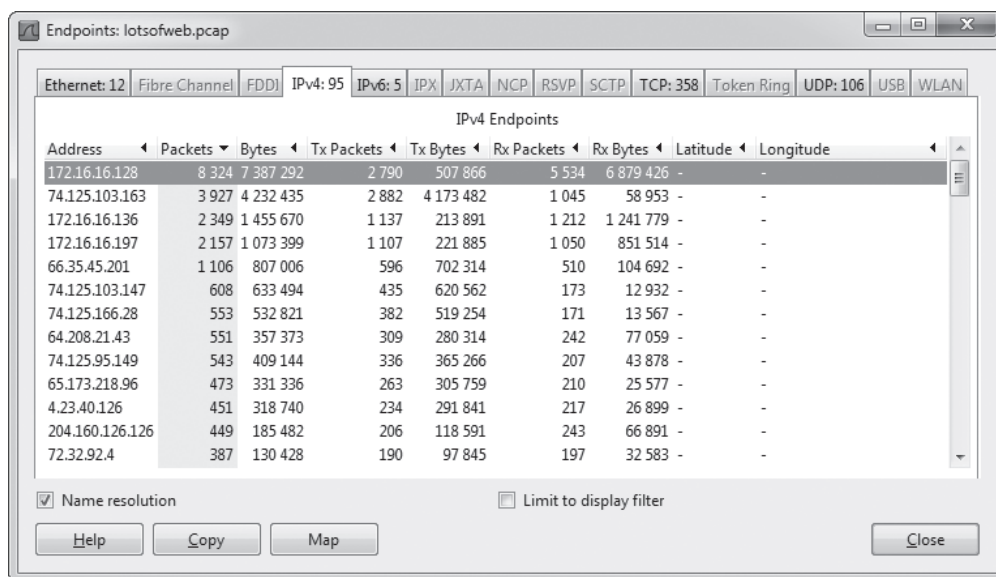 Endpoints: lotsofweb.pcap
Ethernet: 12 Fibre Channel FDDI IPv4: 95 IPv6: 5 IPX JXTA NCP RSVP SCTP TCP: 358 Token Ring UDP: 106 USB WLAN
IPv4 Endpoints
Address Packets Bytes Tx Packets Tx Bytes Rx Packets Rx Bytes Latitude Longitude
172.16.16.128 8 324 7 387 292 2 790 507 866 5 534 6 879 426 - -
74.125.103.163 3 927 4 232 435 2 882 4 173 482 1 045 58 953 - -
172.16.16.136 2 349 1 455 670 1 137 213 891 1 212 1 241 779 - -
172.16.16.197 2 157 1 073 399 1 107 221 885 1 050 851 514 - -
66.35.45.201 1 106 807 006 596 702 314 510 104 692 - -
74.125.103.147 608 633 494 435 620 562 173 12 932 - -
74.125.166.28 553 532 821 382 519 254 171 13 567 - -
64.208.21.43 551 357 373 309 280 314 242 77 059 - -
74.125.95.149 543 409 144 336 365 266 207 43 878 - -
65.173.218.96 473 331 336 263 305 759 210 25 577 - -
4.23.40.126 451 318 740 234 291 841 217 26 899 - -
204.160.126.126 449 185 482 206 118 591 243 66 891 - -
72.32.92.4 387 130 428 190 97 845 197 32 583 - -
Name resolution Limit to display filter
Help Copy Map Close